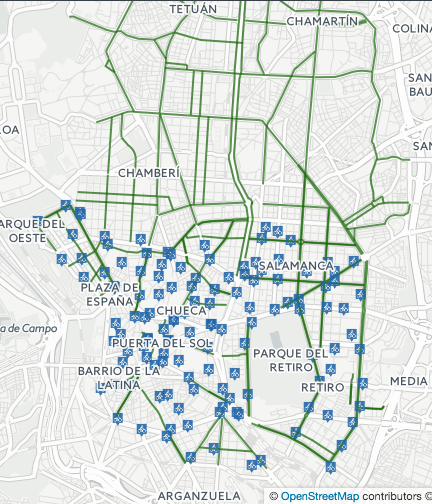 TETUÁN
CHAMARTÍN
COLINA
SAN
BAU
LOA
SAN
CHAMBERÍ
PARQUE DEL
OESTE
SALAMANCA
PLAZA DE
ESPAÑA
CHUECA
a de Campo
PUERTA DEL SOL
PARQUE DEL
RETIRO
BARRIO DE LA
LATINA
RETIRO
MEDIA
ARGANZUELA
© OpenStreetMap contributors ©